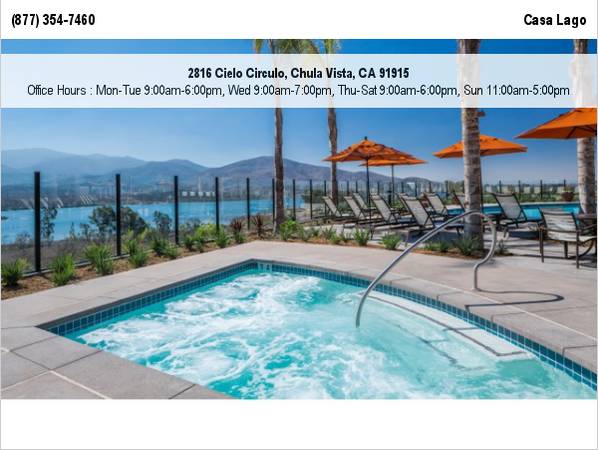 (877) 354-7460 Casa Lago
2816 Cielo Circulo, Chula Vista, CA 91915
Office Hours : Mon-Tue 9:00am-6:00pm, Wed 9:00am-7:00pm, Thu-Sat 9:00am-6:00pm, Sun 11:00am-5:00pm